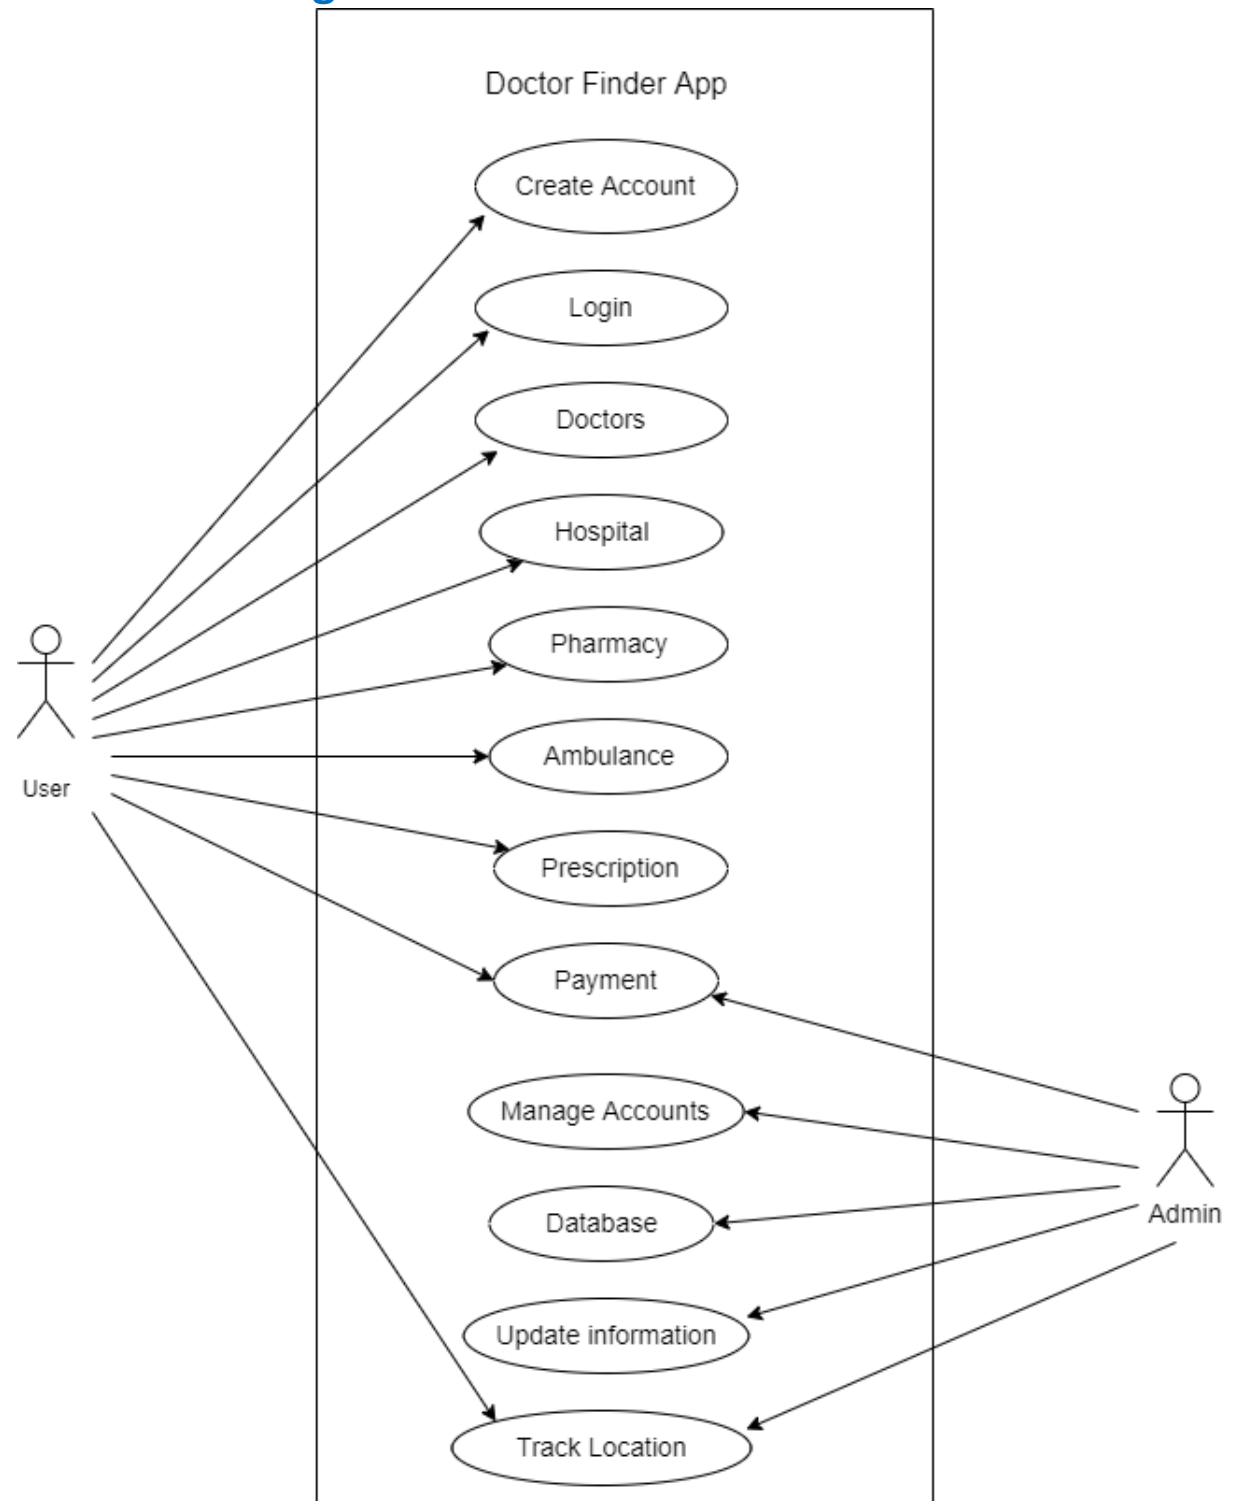 Doctor Finder App
Create Account
Login
Doctors
Hospital
Pharmacy
Ambulance
Prescription
Payment
Manage Accounts
Database
Update information
Track Location
User
Admin